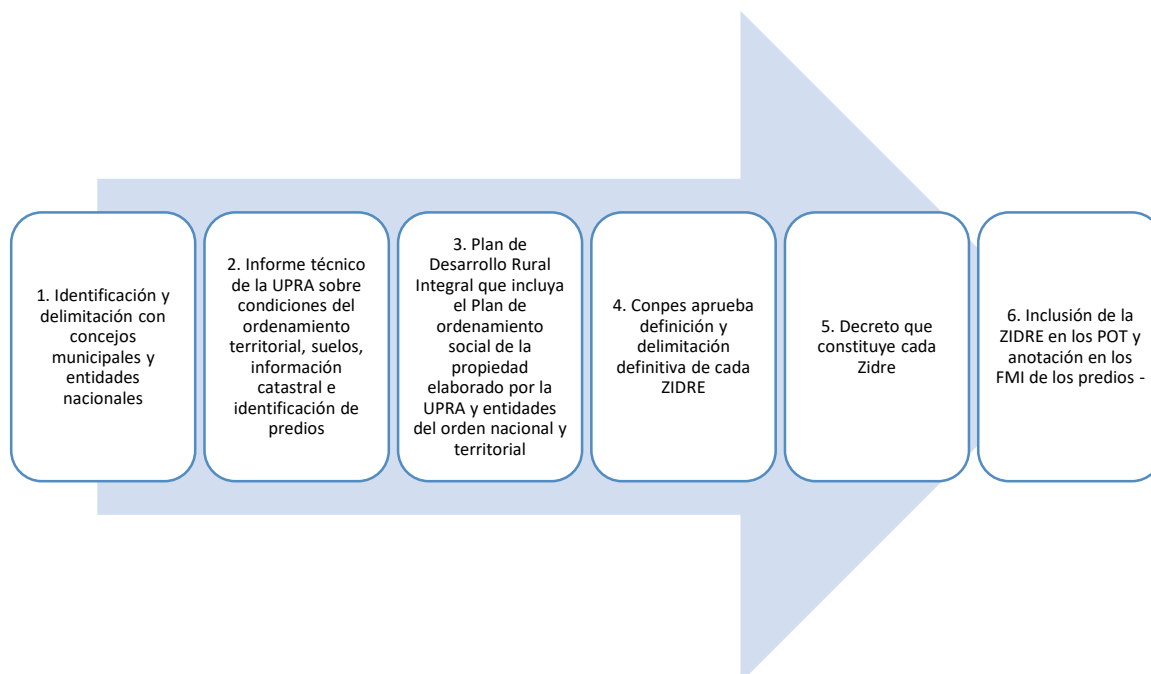 1. Identificación y
delimitación con
concejos
municipales y
entidades
nacionales
2. Informe técnico
de la UPRA sobre
condiciones del
ordenamiento
territorial, suelos,
información
catastral e
identificación de
predios
3. Plan de
Desarrollo Rural
Integral que incluya
el Plan de
ordenamiento
social de la
propiedad
elaborado por la
UPRA y entidades
del orden nacional y
territorial
4. Conpes aprueba
definición y
delimitación
definitiva de cada
ZIDRE
5. Decreto que
constituye cada
Zidre
6. Inclusión de la
ZIDRE en los POT y
anotación en los
FMI de los predios -